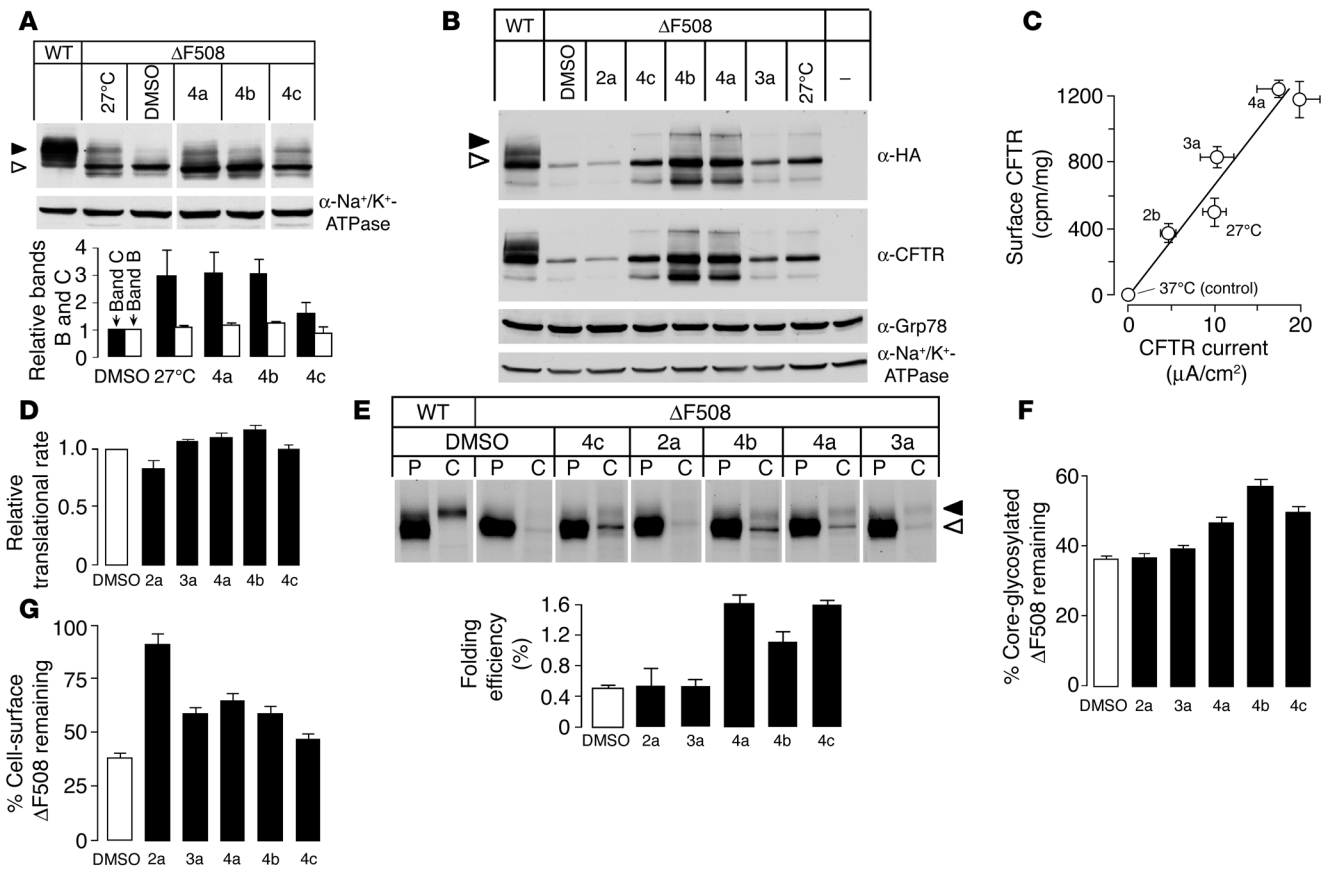 A
WT
ΔF508
27°C
DMSO
4a
4b
4c
α-Na⁺/K⁺-
ATPase
Relative bands
B and C
4
3
2
1
0
Band C
Band B
DMSO
27°C
4a
4b
4c
B
WT
ΔF508
DMSO
2a
4c
4b
4a
3a
27°C
–
α-HA
α-CFTR
α-Grp78
α-Na⁺/K⁺-
ATPase
C
Surface CFTR
(cpm/mg)
1200
800
400
0
4a
3a
2b
27°C
37°C (control)
0
10
20
CFTR current
(µA/cm²)
D
Relative
translational rate
1.0
0.5
0
DMSO
2a
3a
4a
4b
4c
E
WT
ΔF508
DMSO
4c
2a
4b
4a
3a
P C P C P C P C P C P C P C
Folding
efficiency
(%)
1.6
1.2
0.8
0.4
0
DMSO
2a
3a
4a
4b
4c
F
% Core-glycosylated
ΔF508 remaining
60
40
20
0
DMSO
2a
3a
4a
4b
4c
G
% Cell-surface
ΔF508 remaining
100
75
50
25
0
DMSO
2a
3a
4a
4b
4c